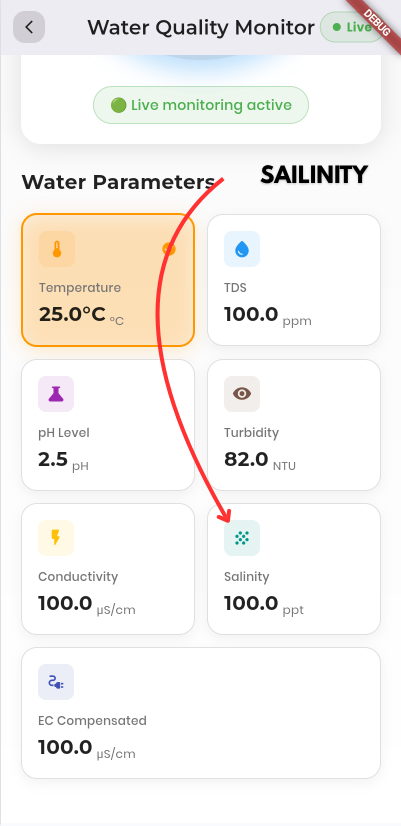 Water Quality Monitor
Live
DEBUG
Live monitoring active
Water Parameters
SAILINITY
Temperature
25.0°C °C
TDS
100.0 ppm
pH Level
2.5 pH
Turbidity
82.0 NTU
Conductivity
100.0 µS/cm
Salinity
100.0 ppt
EC Compensated
100.0 µS/cm